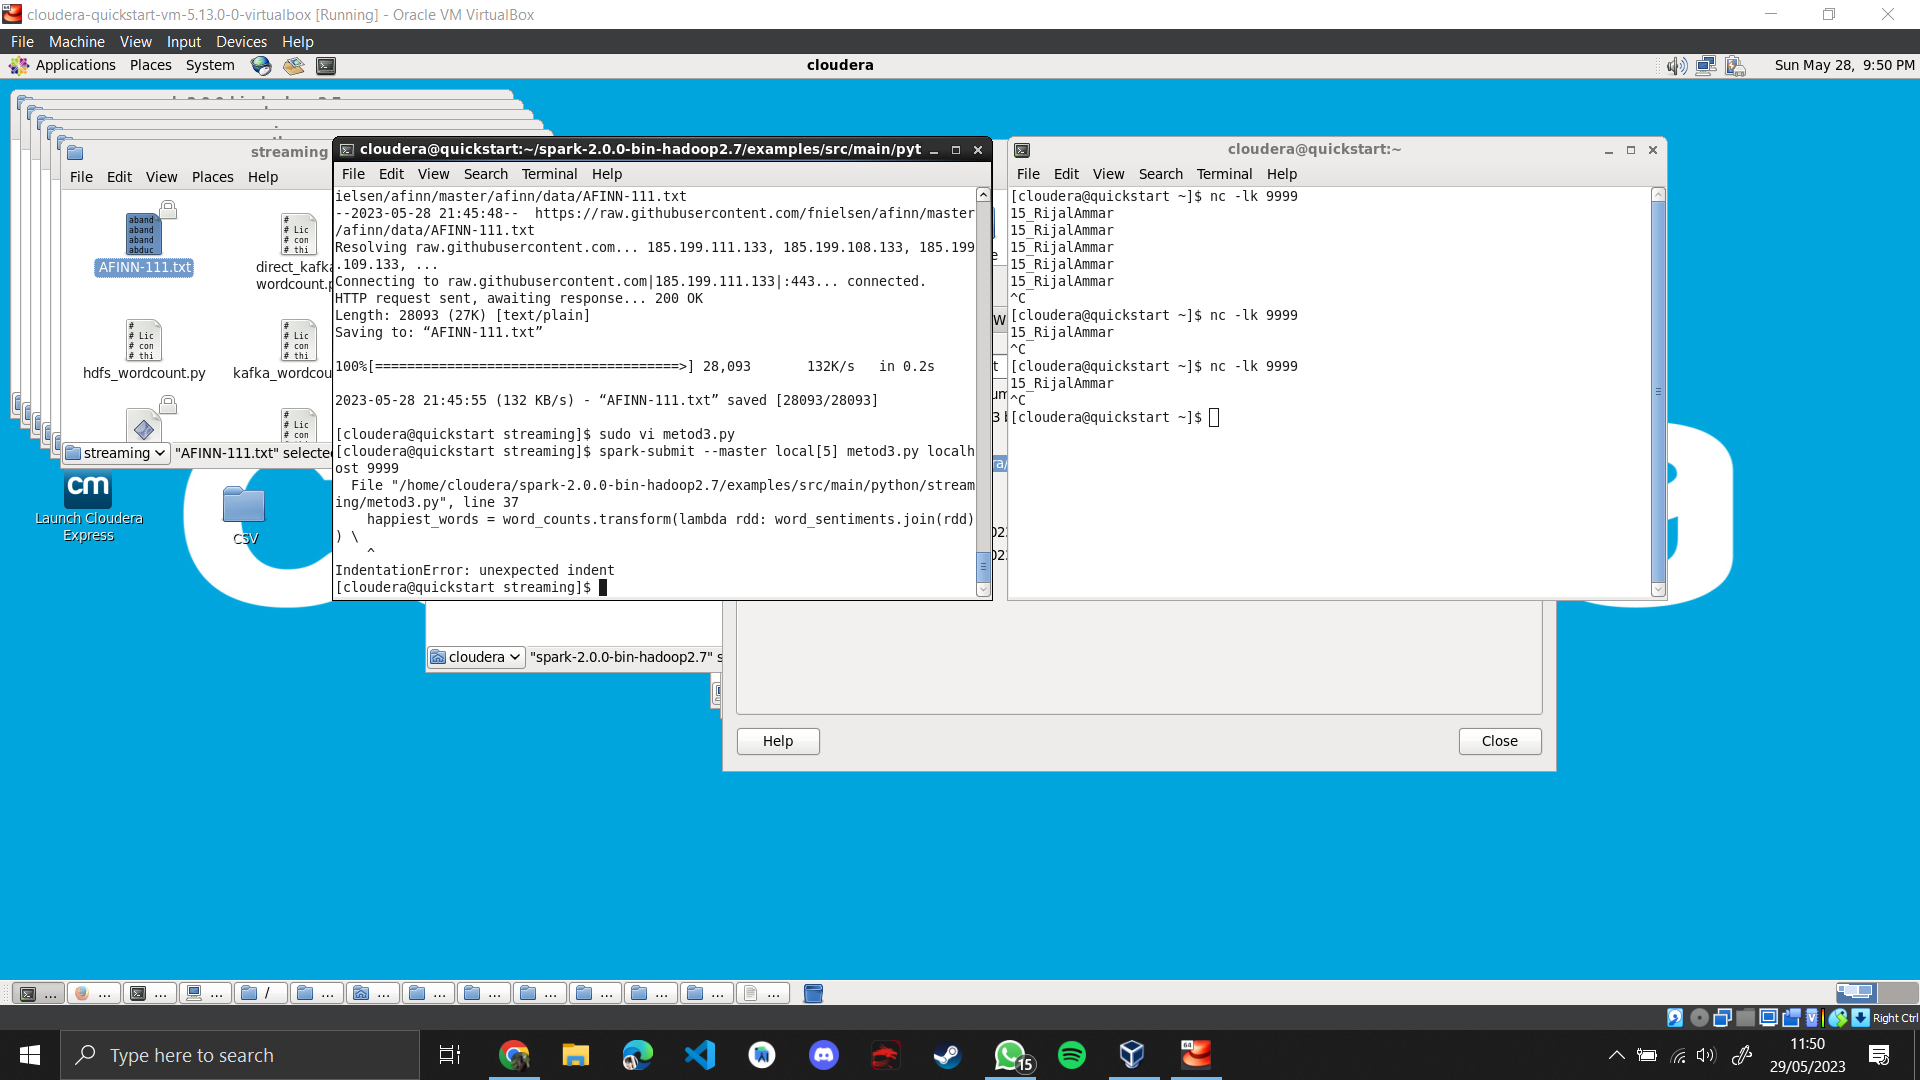 cloudera-quickstart-vm-5.13.0-0-virtualbox [Running] - Oracle VM VirtualBox
File Machine View Input Devices Help
Applications Places System
cloudera
Sun May 28, 9:50 PM
streaming
File Edit View Places Help
AFINN-111.txt
direct_kafka
wordcount.p
hdfs_wordcount.py
kafka_wordcou
streaming
"AFINN-111.txt" selecte
cloudera@quickstart:~/spark-2.0.0-bin-hadoop2.7/examples/src/main/pyt
File Edit View Search Terminal Help
ielsen/afinn/master/afinn/data/AFINN-111.txt
--2023-05-28 21:45:48--  https://raw.githubusercontent.com/fnielsen/afinn/master
/afinn/data/AFINN-111.txt
Resolving raw.githubusercontent.com... 185.199.111.133, 185.199.108.133, 185.199
.109.133, ...
Connecting to raw.githubusercontent.com|185.199.111.133|:443... connected.
HTTP request sent, awaiting response... 200 OK
Length: 28093 (27K) [text/plain]
Saving to: “AFINN-111.txt”
100%[======================================>] 28,093       132K/s   in 0.2s
2023-05-28 21:45:55 (132 KB/s) - “AFINN-111.txt” saved [28093/28093]
[cloudera@quickstart streaming]$ sudo vi metod3.py
[cloudera@quickstart streaming]$ spark-submit --master local[5] metod3.py localh
ost 9999
File "/home/cloudera/spark-2.0.0-bin-hadoop2.7/examples/src/main/python/stream
ing/metod3.py", line 37
happiest_words = word_counts.transform(lambda rdd: word_sentiments.join(rdd)
) \
^
IndentationError: unexpected indent
[cloudera@quickstart streaming]$
cloudera@quickstart:~
File Edit View Search Terminal Help
[cloudera@quickstart ~]$ nc -lk 9999
15_RijalAmmar
15_RijalAmmar
15_RijalAmmar
15_RijalAmmar
15_RijalAmmar
^C
[cloudera@quickstart ~]$ nc -lk 9999
15_RijalAmmar
^C
[cloudera@quickstart ~]$ nc -lk 9999
15_RijalAmmar
^C
[cloudera@quickstart ~]$
cm
Launch Cloudera
Express
CSV
cloudera
"spark-2.0.0-bin-hadoop2.7" s
Help
Close
/
Right Ctrl
Type here to search
15
11:50
29/05/2023